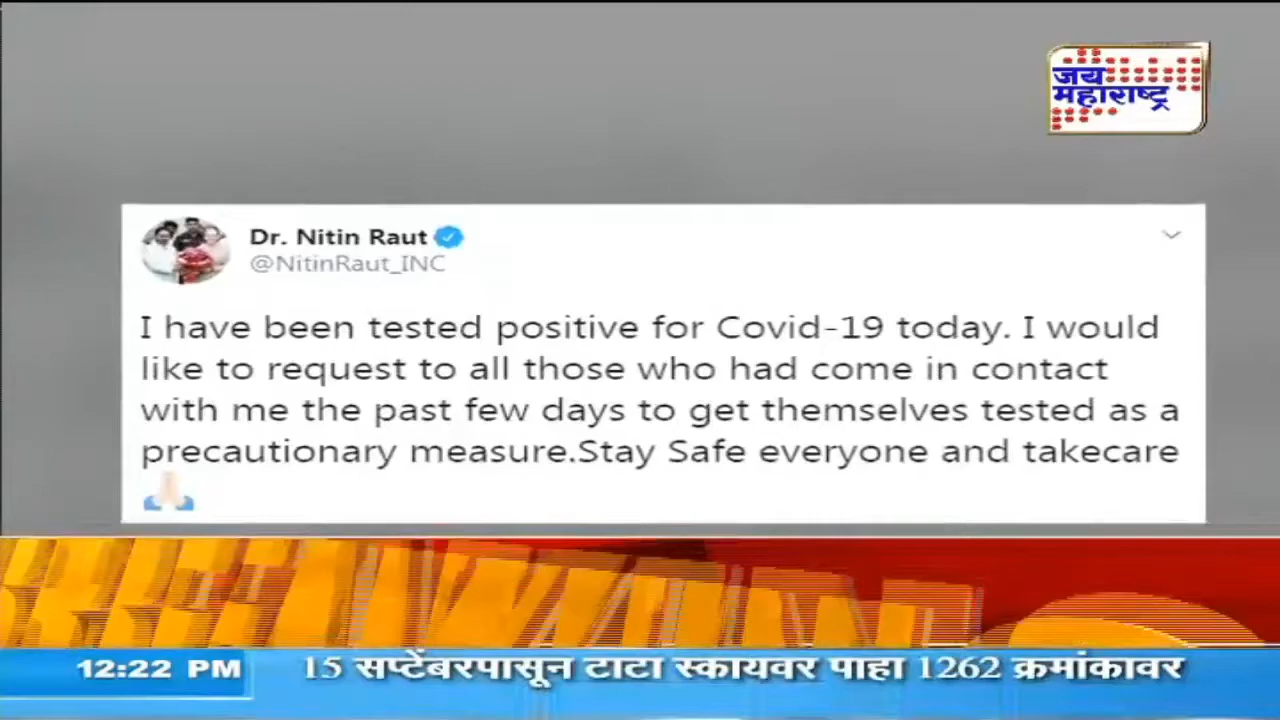 जय
महाराष्ट्र
Dr. Nitin Raut
@NitinRaut_INC
I have been tested positive for Covid-19 today. I would
like to request to all those who had come in contact
with me the past few days to get themselves tested as a
precautionary measure.Stay Safe everyone and takecare
12:22 PM
15 सप्टेंबरपासून टाटा स्कायवर पाहा 1262 क्रमांकावर